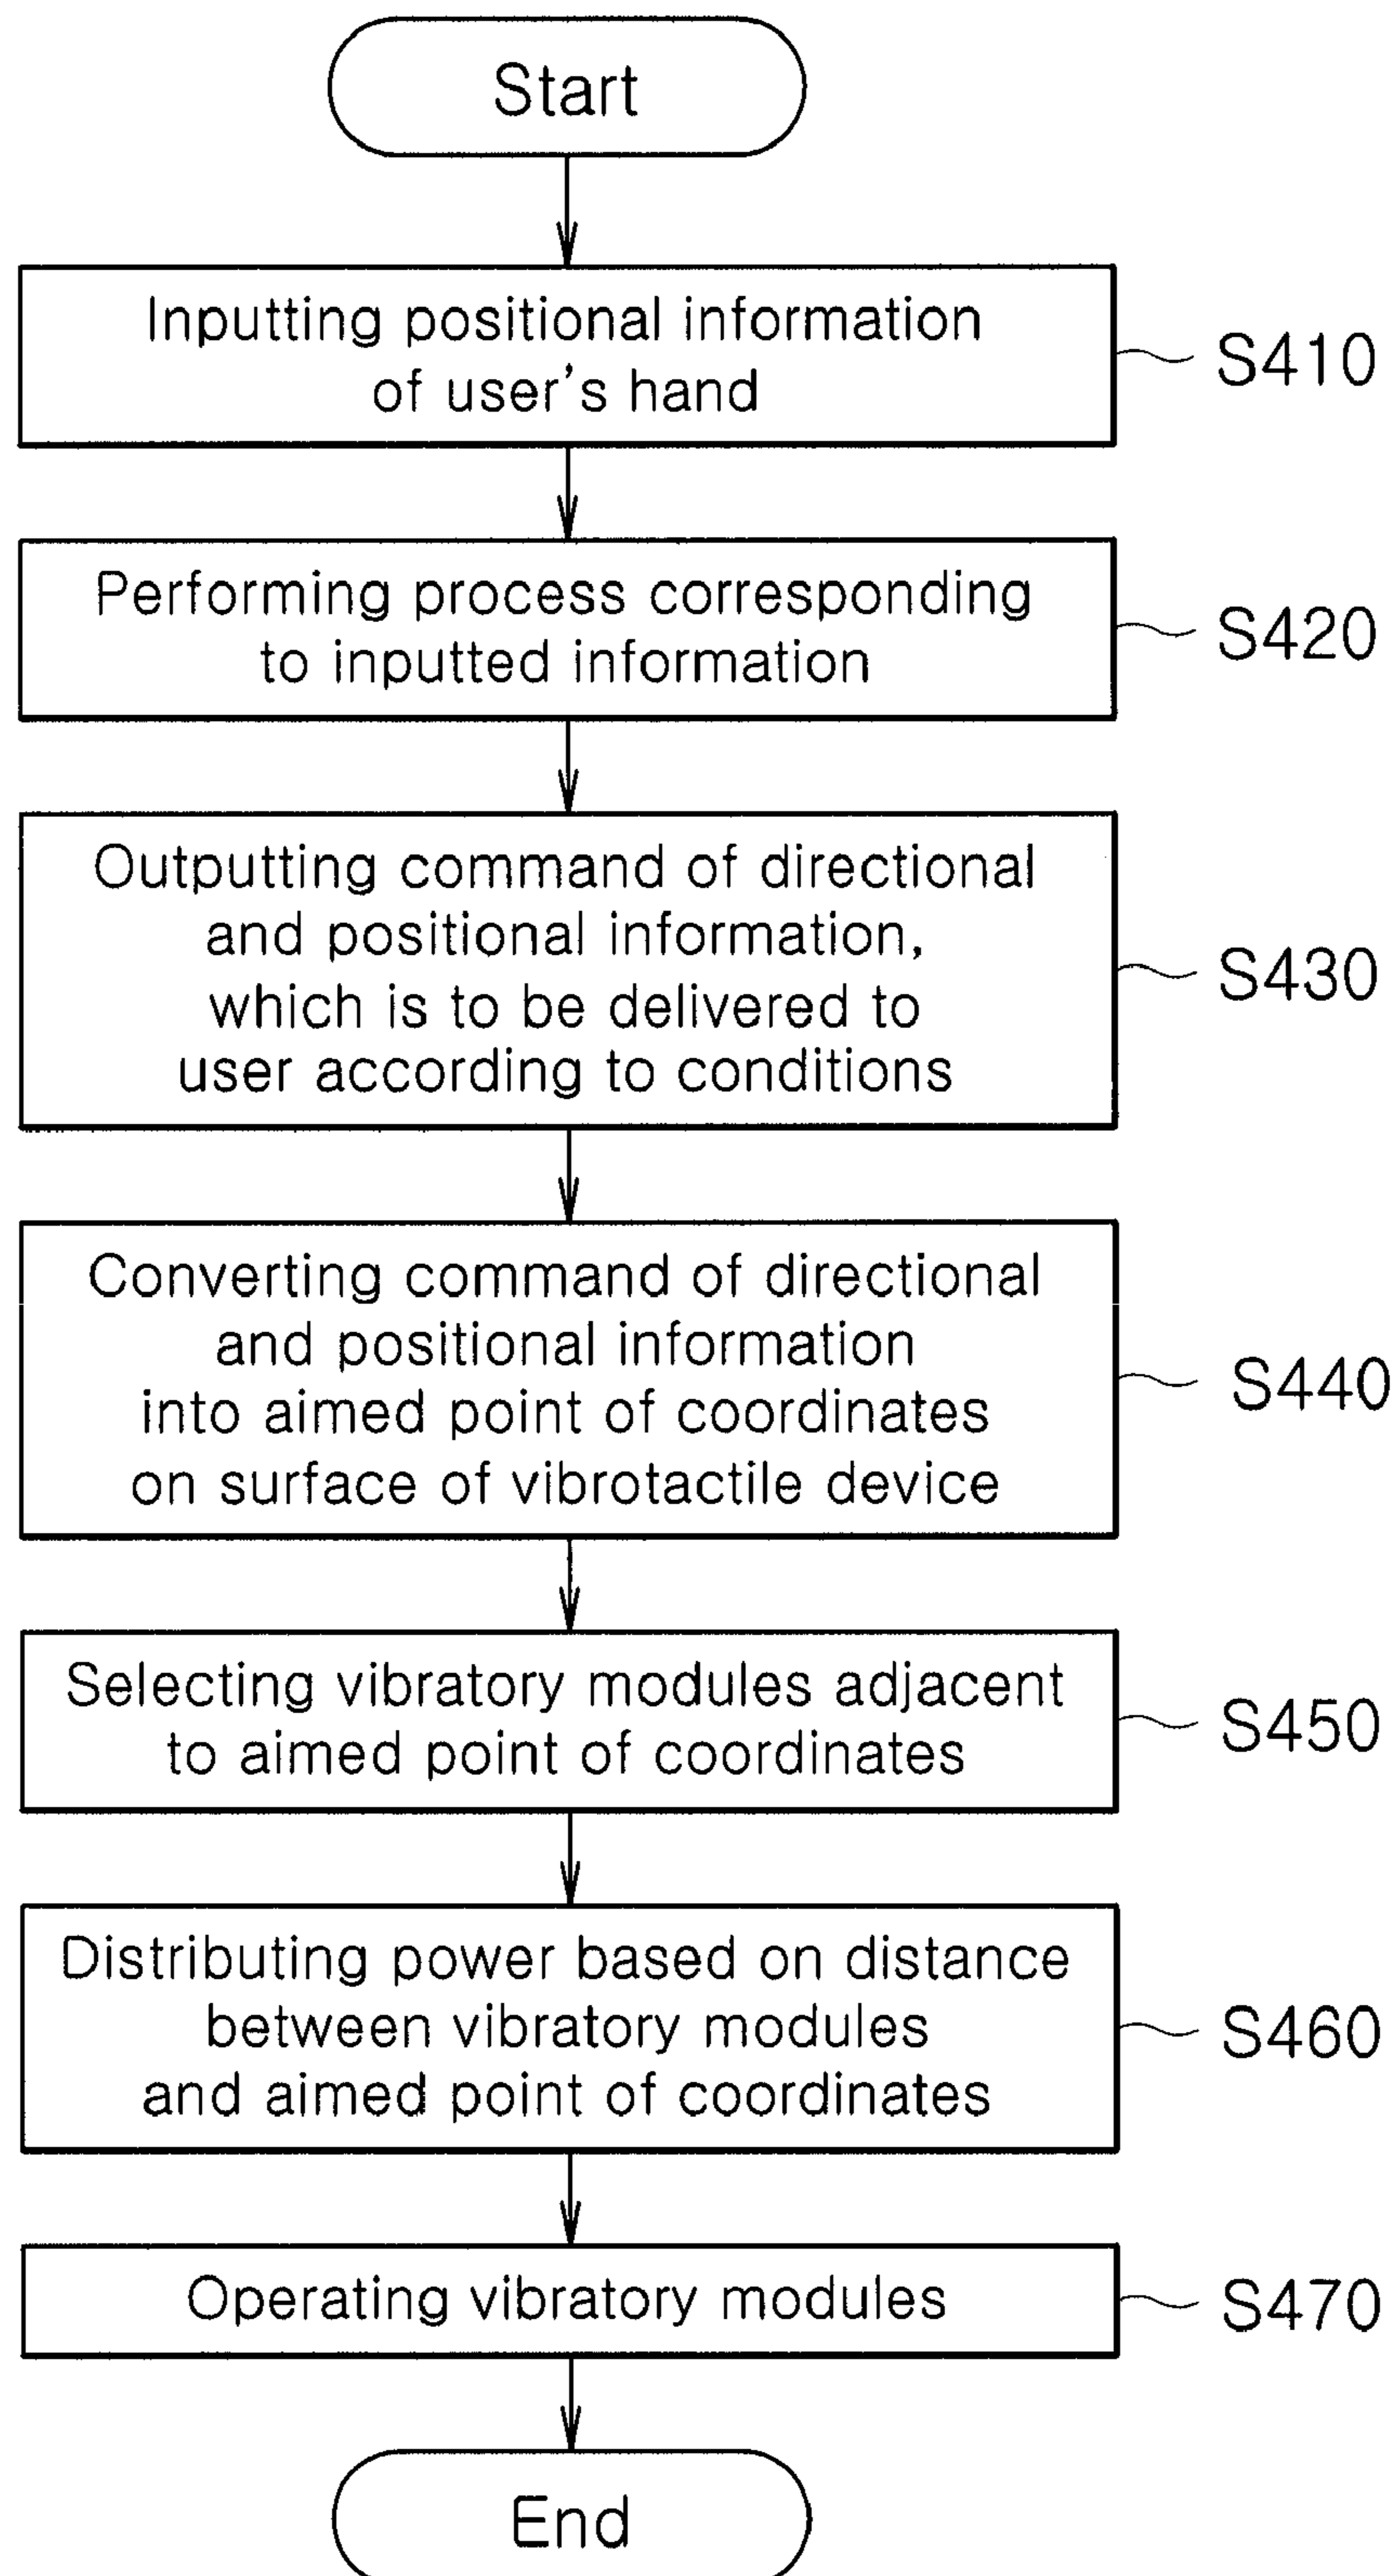 Start
Inputting positional information
of user's hand
S410
Performing process corresponding
to inputted information
S420
Outputting command of directional
and positional information,
which is to be delivered to
user according to conditions
S430
Converting command of directional
and positional information
into aimed point of coordinates
on surface of vibrotactile device
S440
Selecting vibratory modules adjacent
to aimed point of coordinates
S450
Distributing power based on distance
between vibratory modules
and aimed point of coordinates
S460
Operating vibratory modules
S470
End